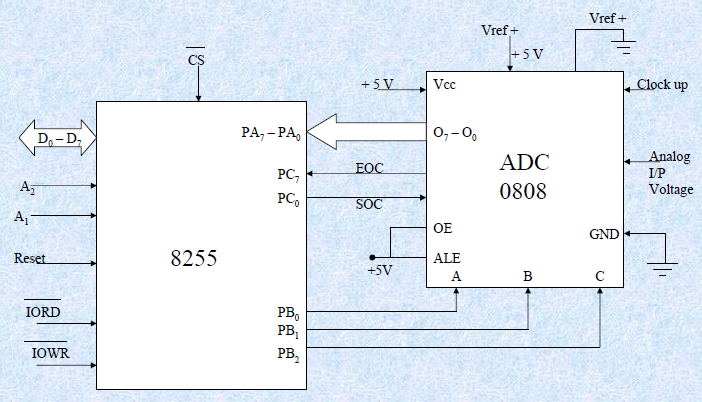 Vref +
Vref +
+ 5 V
CS
+ 5 V
Vcc
Clock up
D0 – D7
PA7 – PA0
O7 – O0
ADC
0808
Analog
I/P
Voltage
PC7
EOC
A2
PC0
SOC
A1
OE
GND
Reset
8255
ALE
+5V
A
B
C
IORD
PB0
PB1
IOWR
PB2